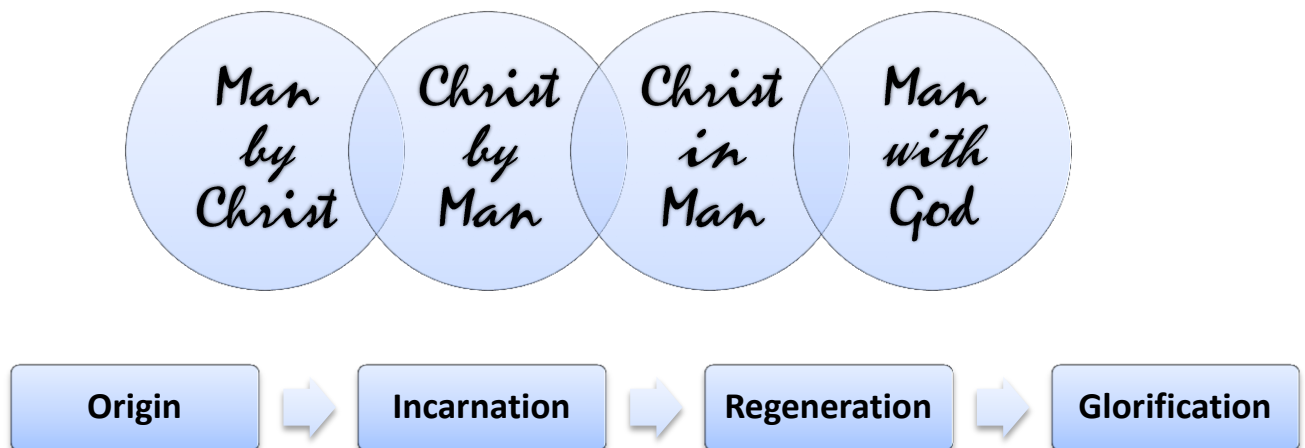 Man
by
Christ
Christ
by
Man
Christ
in
Man
Man
with
God
Origin
Incarnation
Regeneration
Glorification